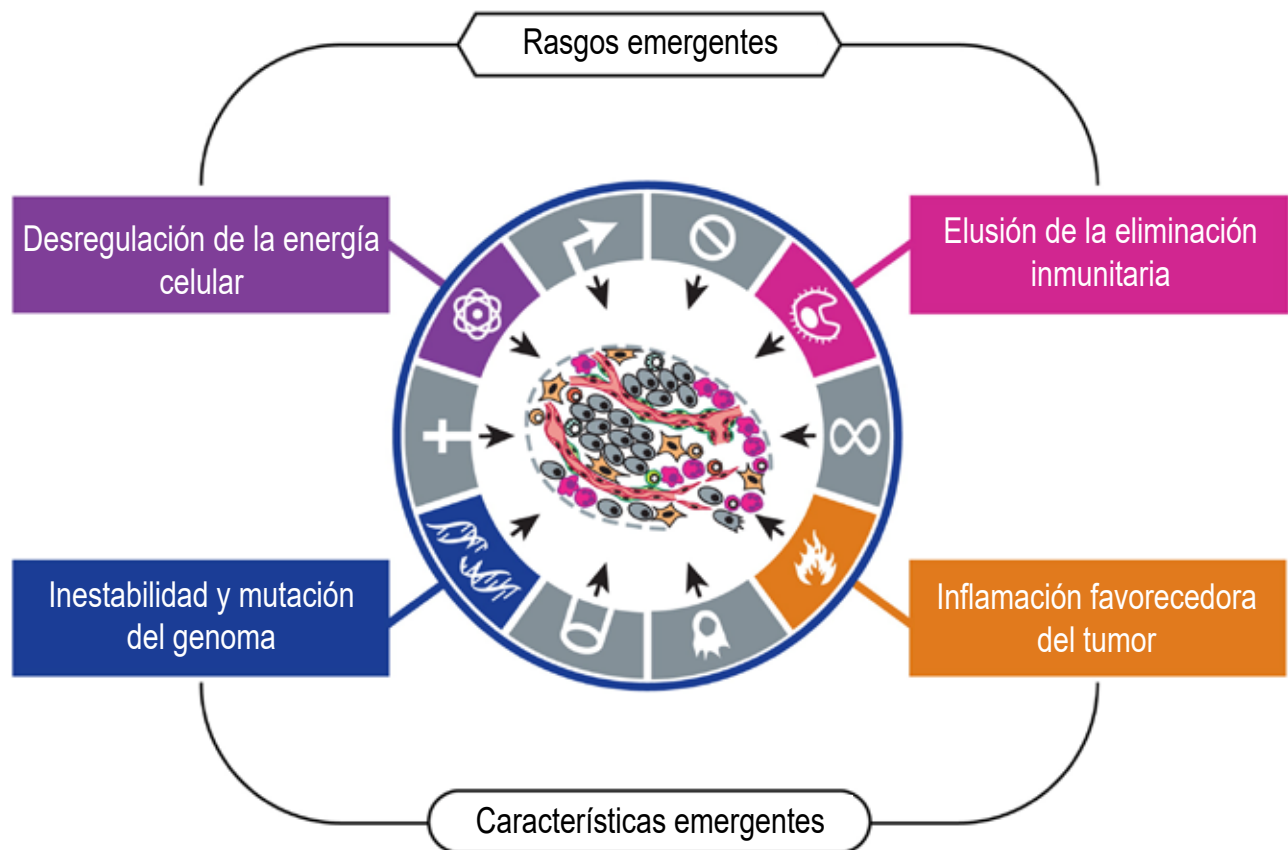 Rasgos emergentes
Desregulación de la energía
celular
Elusión de la eliminación
inmunitaria
Inestabilidad y mutación
del genoma
Inflamación favorecedora
del tumor
Características emergentes